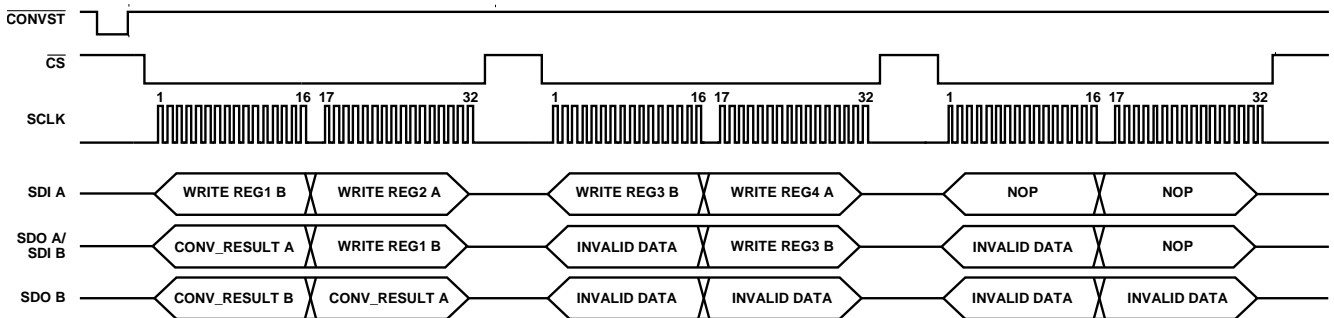 CONVST
CS
1 16 17 32 1 16 17 32 1 16 17 32
SCLK
SDI A WRITE REG1 B WRITE REG2 A WRITE REG3 B WRITE REG4 A NOP NOP
SDO A/
SDI B CONV_RESULT A WRITE REG1 B INVALID DATA WRITE REG3 B INVALID DATA NOP
SDO B CONV_RESULT B CONV_RESULT A INVALID DATA INVALID DATA INVALID DATA INVALID DATA